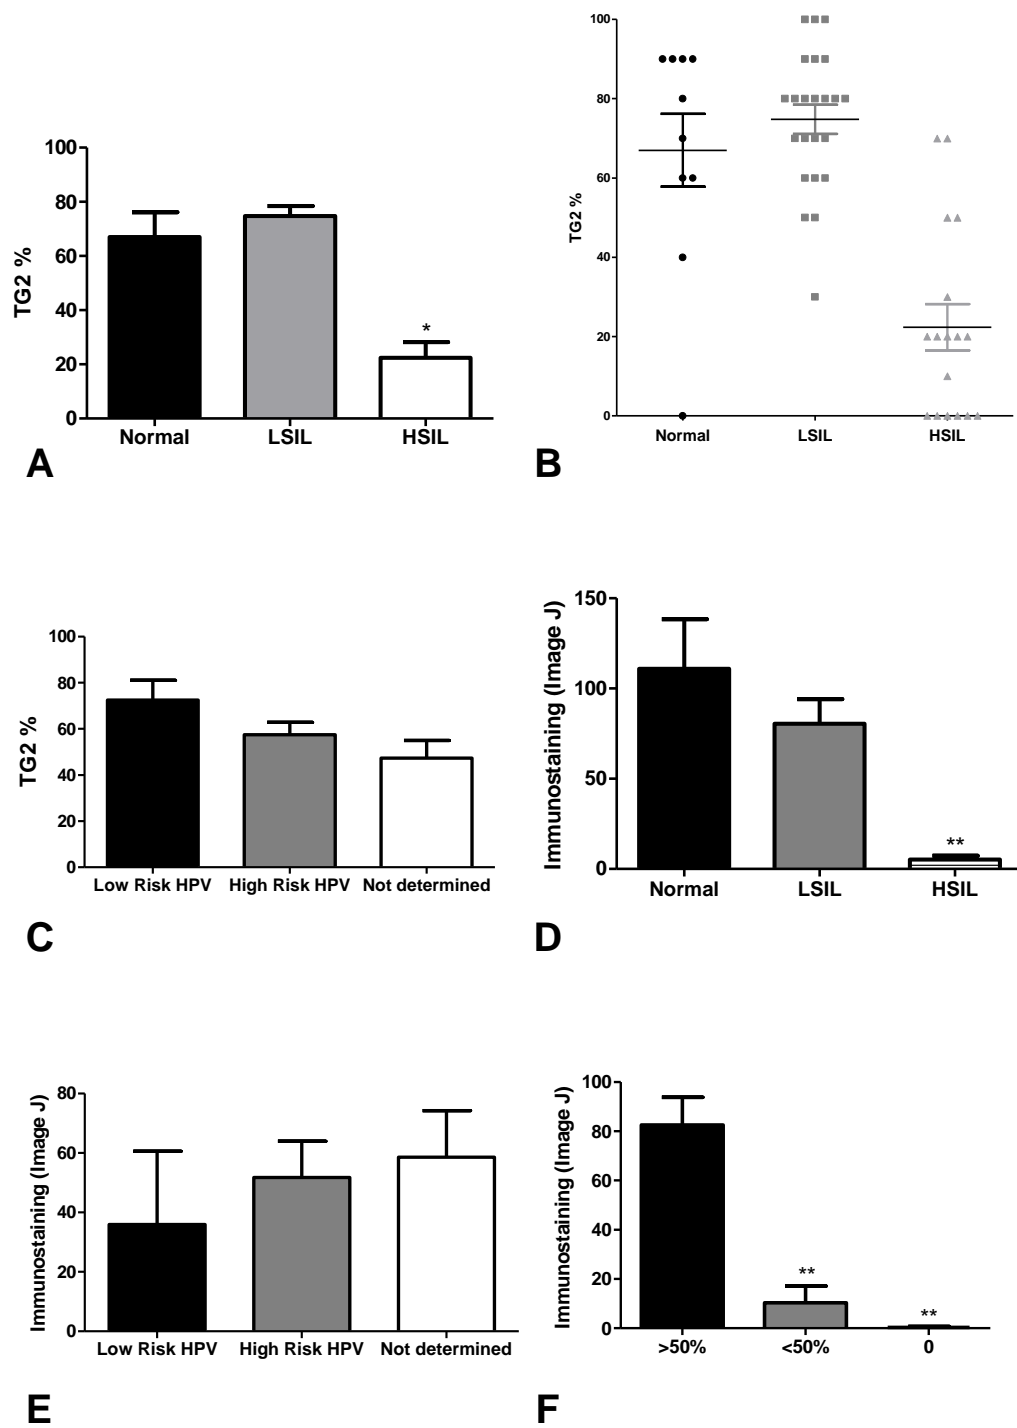 100
80
60
40
20
0
TG2 %
*
Normal LSIL HSIL
A
100
80
60
40
20
0
TG2 %
Normal LSIL HSIL
B
100
80
60
40
20
0
TG2 %
Low Risk HPV High Risk HPV Not determined
C
150
100
50
0
Immunostaining (Image J)
**
Normal LSIL HSIL
D
80
60
40
20
0
Immunostaining (Image J)
Low Risk HPV High Risk HPV Not determined
E
100
80
60
40
20
0
Immunostaining (Image J)
**
**
>50% <50% 0
F